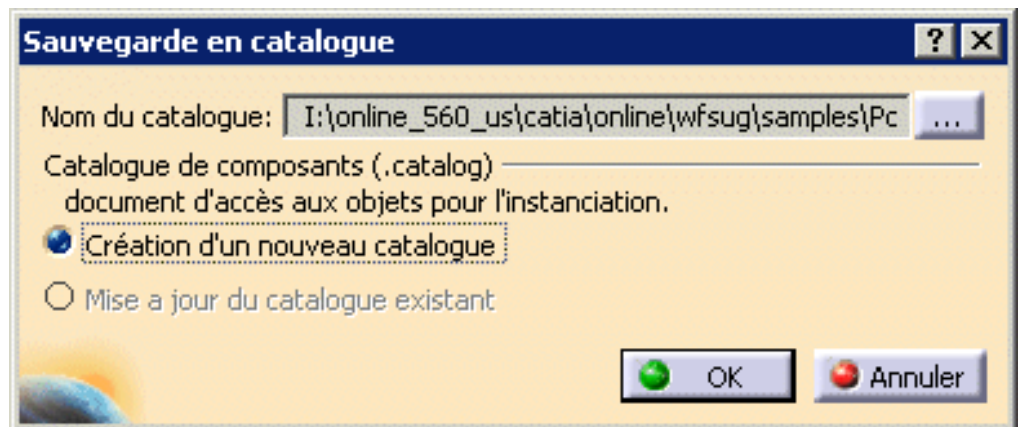 Sauvegarde en catalogue
Nom du catalogue: I:\online_560_us\catia\online\wfsug\samples\Pc ...
Catalogue de composants (.catalog)
document d'accès aux objets pour l'instanciation.
Création d'un nouveau catalogue
Mise a jour du catalogue existant
OK Annuler